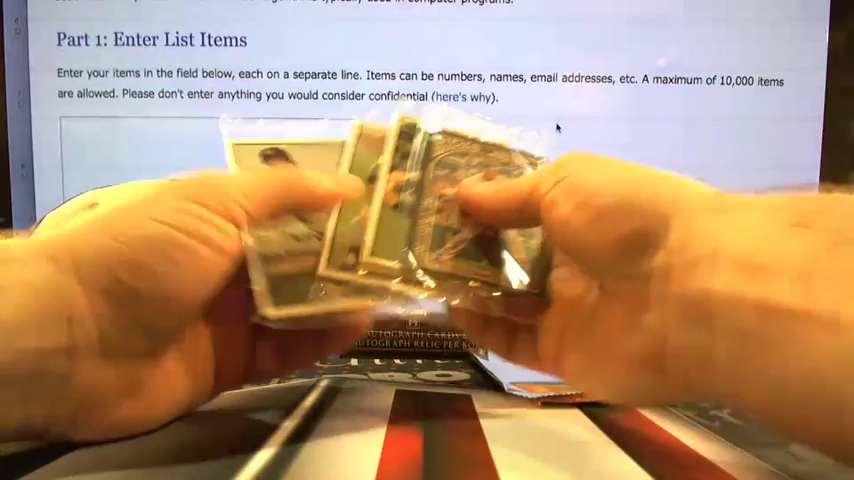 Part 1: Enter List Items
Enter your items in the field below, each on a separate line. Items can be numbers, names, email addresses, etc. A maximum of 10,000 items
are allowed. Please don't enter anything you would consider confidential (here's why).
AUTOGRAPH CARDS &
AUTOGRAPH RELIC PER BOX